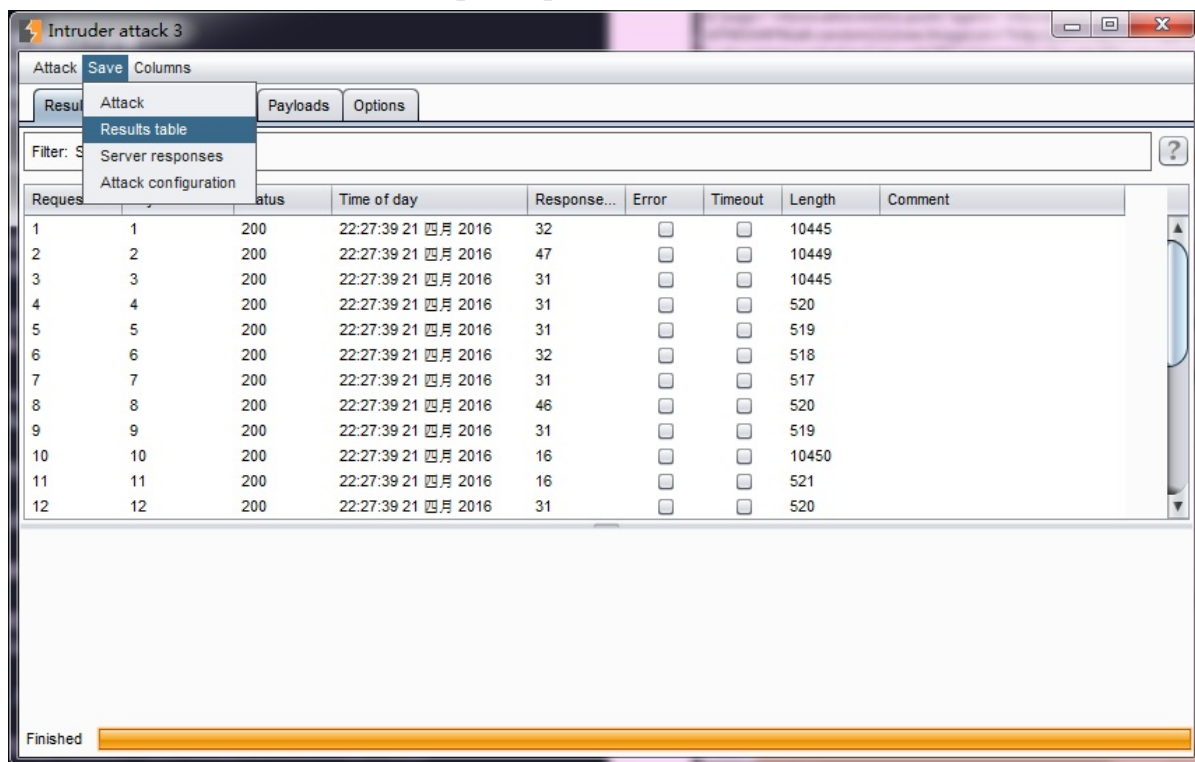 Intruder attack 3
Attack Save Columns
Attack
Results table
Server responses
Attack configuration
Payloads Options
Time of day Response... Error Timeout Length Comment
1 1 200 22:27:39 21 四月 2016 32 10445
2 2 200 22:27:39 21 四月 2016 47 10449
3 3 200 22:27:39 21 四月 2016 31 10445
4 4 200 22:27:39 21 四月 2016 31 520
5 5 200 22:27:39 21 四月 2016 31 519
6 6 200 22:27:39 21 四月 2016 32 518
7 7 200 22:27:39 21 四月 2016 31 517
8 8 200 22:27:39 21 四月 2016 46 520
9 9 200 22:27:39 21 四月 2016 31 519
10 10 200 22:27:39 21 四月 2016 16 10450
11 11 200 22:27:39 21 四月 2016 16 521
12 12 200 22:27:39 21 四月 2016 31 520
Filter:
Finished